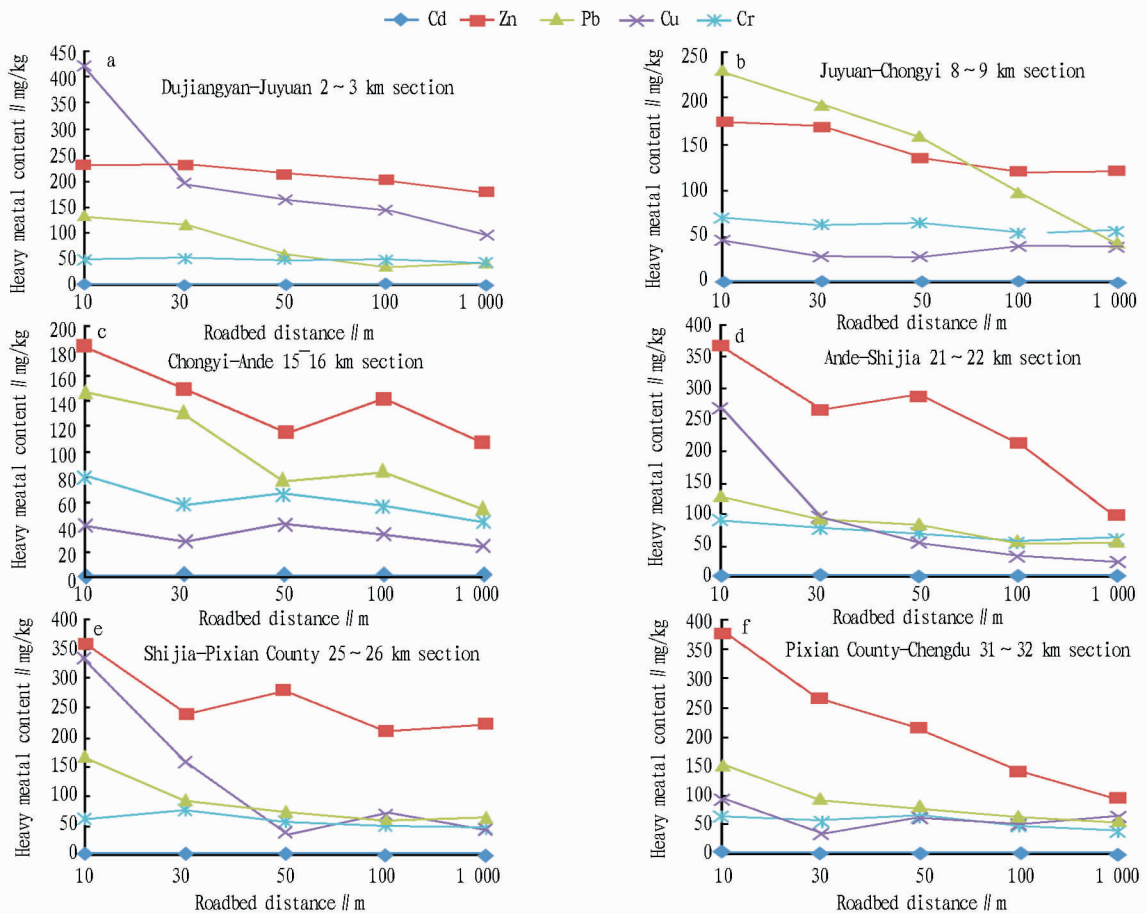 Cd Zn Pb Cu Cr
a
Dujiangyan-Juyuan 2~3 km section
Heavy meatal content // mg/kg
450
400
350
300
250
200
150
100
50
0
10 30 50 100 1 000
Roadbed distance // m
b
Juyuan-Chongyi 8~9 km section
Heavy meatal content // mg/kg
250
200
150
100
50
0
10 30 50 100 1 000
Roadbed distance // m
c
Chongyi-Ande 15~16 km section
Heavy meatal content // mg/kg
200
180
160
140
120
100
80
60
40
20
0
10 30 50 100 1 000
Roadbed distance // m
d
Ande-Shijia 21~22 km section
Heavy meatal content // mg/kg
400
350
300
250
200
150
100
50
0
10 30 50 100 1 000
Roadbed distance // m
e
Shijia-Pixian County 25~26 km section
Heavy meatal content // mg/kg
400
350
300
250
200
150
100
50
0
10 30 50 100 1 000
Roadbed distance // m
f
Pixian County-Chengdu 31~32 km section
Heavy meatal content // mg/kg
400
350
300
250
200
150
100
50
0
10 30 50 100 1 000
Roadbed distance // m